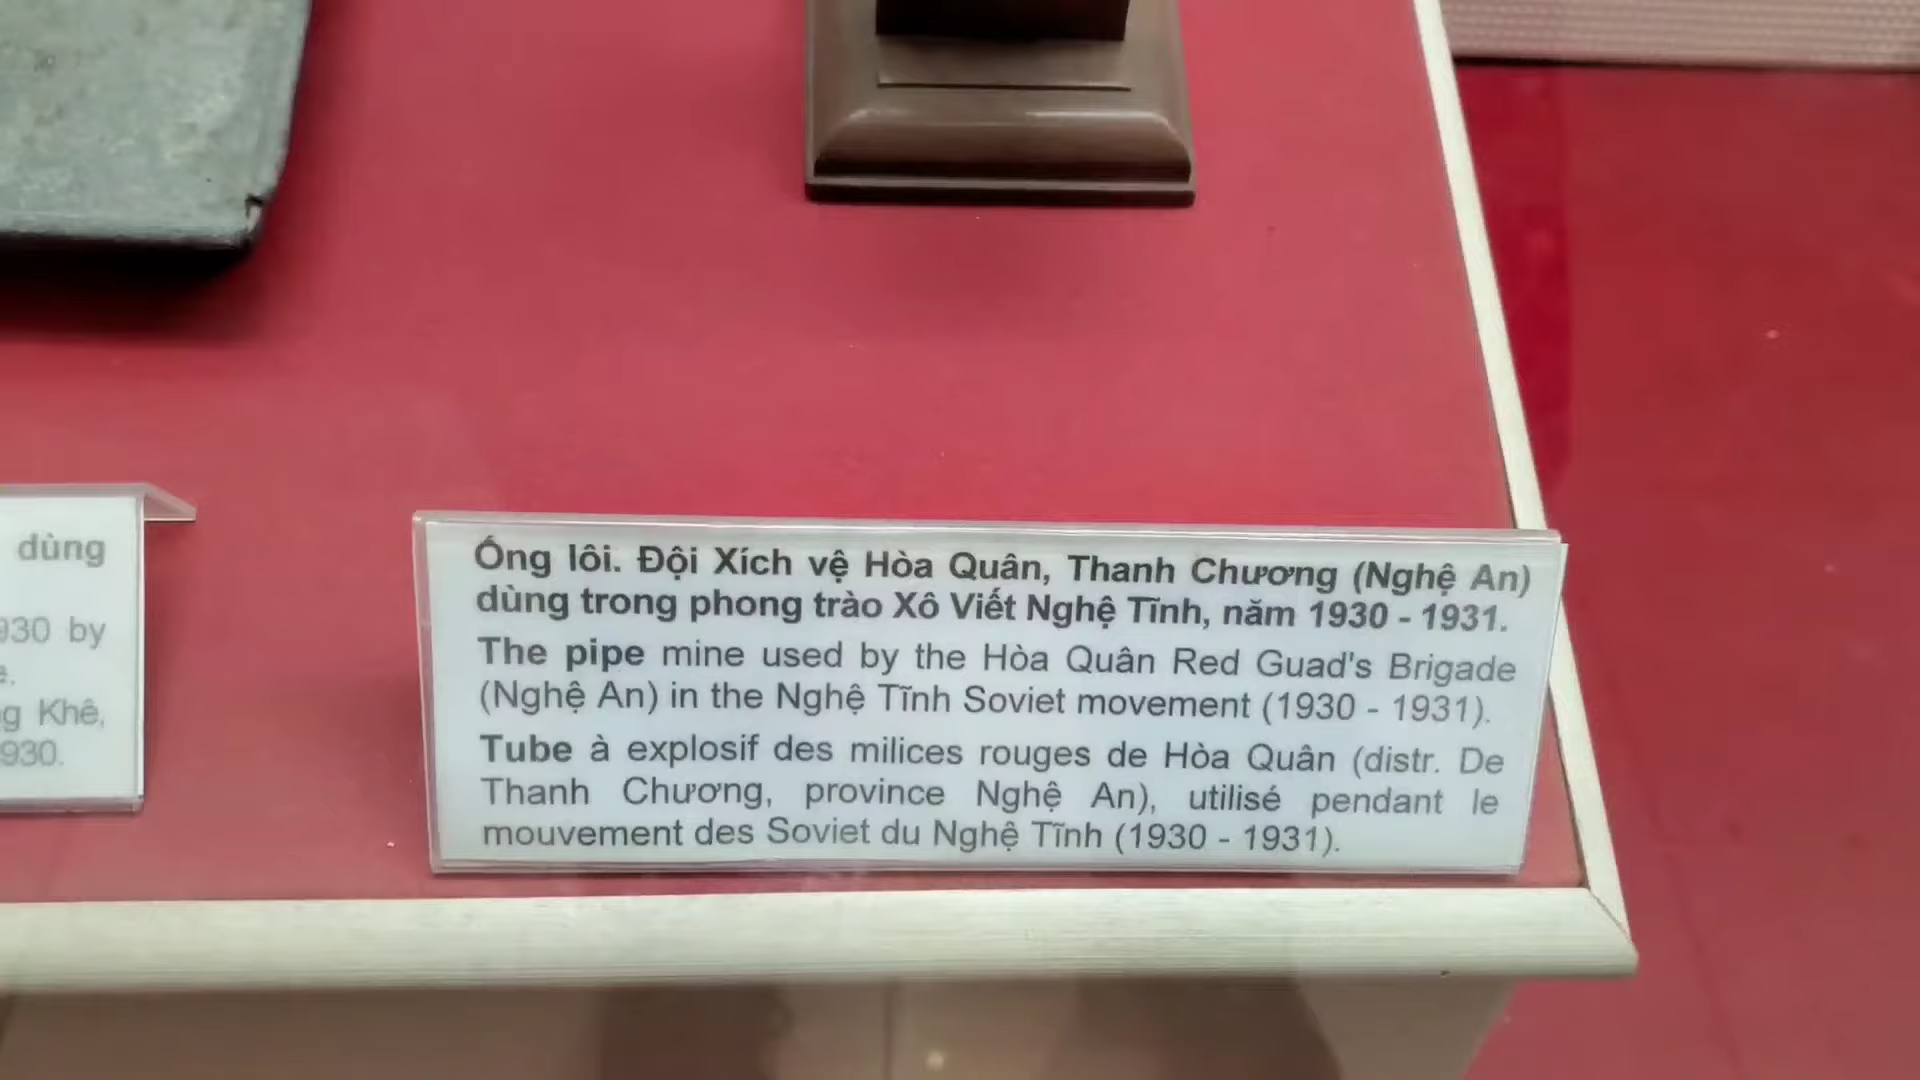 dùng
930 by
e.
g Khê,
930.
Ống lôi. Đội Xích vệ Hòa Quân, Thanh Chương (Nghệ An)
dùng trong phong trào Xô Viết Nghệ Tĩnh, năm 1930 - 1931.
The pipe mine used by the Hòa Quân Red Guad's Brigade
(Nghệ An) in the Nghệ Tĩnh Soviet movement (1930 - 1931).
Tube à explosif des milices rouges de Hòa Quân (distr. De
Thanh Chương, province Nghệ An), utilisé pendant le
mouvement des Soviet du Nghệ Tĩnh (1930 - 1931).